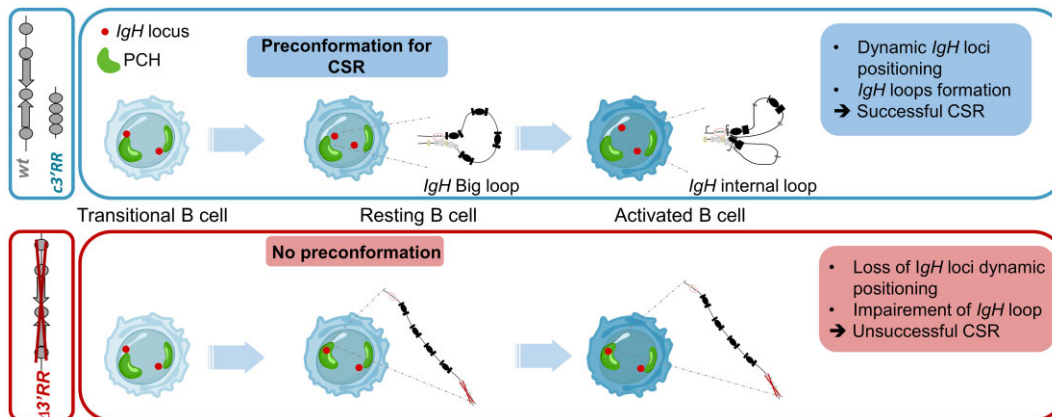 wt
c3'RR
IgH locus
PCH
Preconformation for
CSR
• Dynamic IgH loci
positioning
• IgH loops formation
➔ Successful CSR
IgH Big loop
IgH internal loop
Transitional B cell
Resting B cell
Activated B cell
Δ3'RR
No preconformation
• Loss of IgH loci dynamic
positioning
• Impairement of IgH loop
➔ Unsuccessful CSR